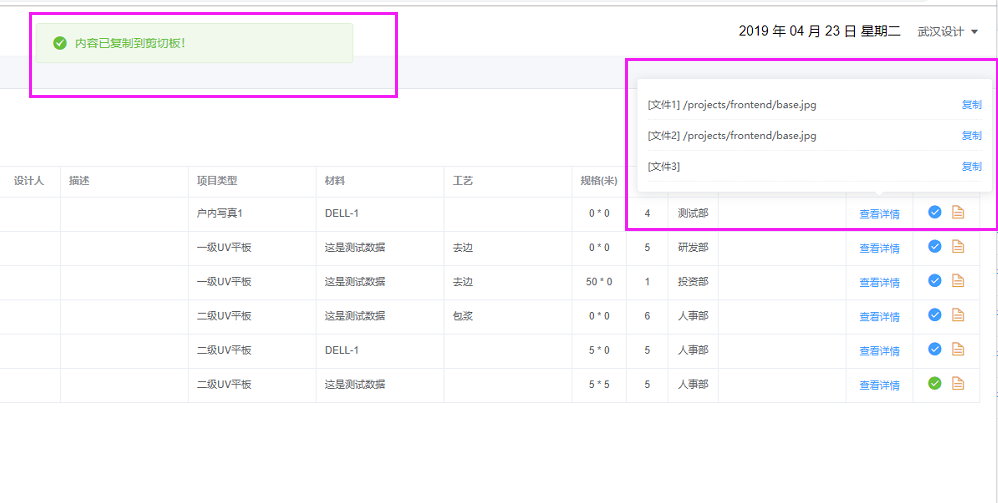 内容已复制到剪切板！
2019 年 04 月 23 日 星期二 武汉设计
[文件1] /projects/frontend/base.jpg 复制
[文件2] /projects/frontend/base.jpg 复制
[文件3] 复制
设计人 描述 项目类型 材料 工艺 规格(米)
户内写真1 DELL-1 0 * 0 4 测试部 查看详情
一级UV平板 这是测试数据 去边 0 * 0 5 研发部 查看详情
一级UV平板 这是测试数据 去边 50 * 0 1 投资部 查看详情
二级UV平板 这是测试数据 包浆 0 * 0 6 人事部 查看详情
二级UV平板 DELL-1 5 * 0 5 人事部 查看详情
二级UV平板 这是测试数据 5 * 5 5 人事部 查看详情